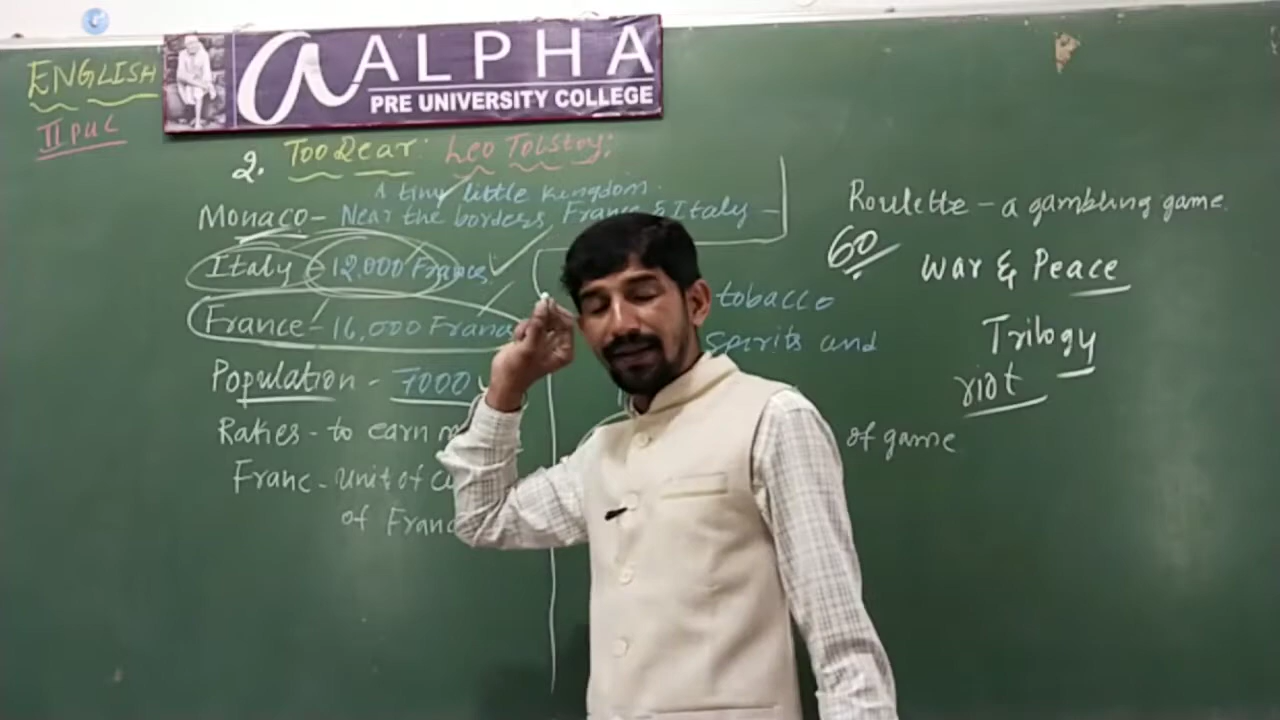 ENGLISH
II PUC
a ALPHA
PRE UNIVERSITY COLLEGE
2. Too Dear: Leo Tolstoy:
A tiny little kingdom.
Monaco - Near the borders, France & Italy -
Italy - 12,000 Francs.
France - 16,000 Francs
Population - 7000
to earn
Franc - Unit of
of Franc
tobacco
spirits and
of game
Roulette - a gambling game.
60
War & Peace
Trilogy
riot